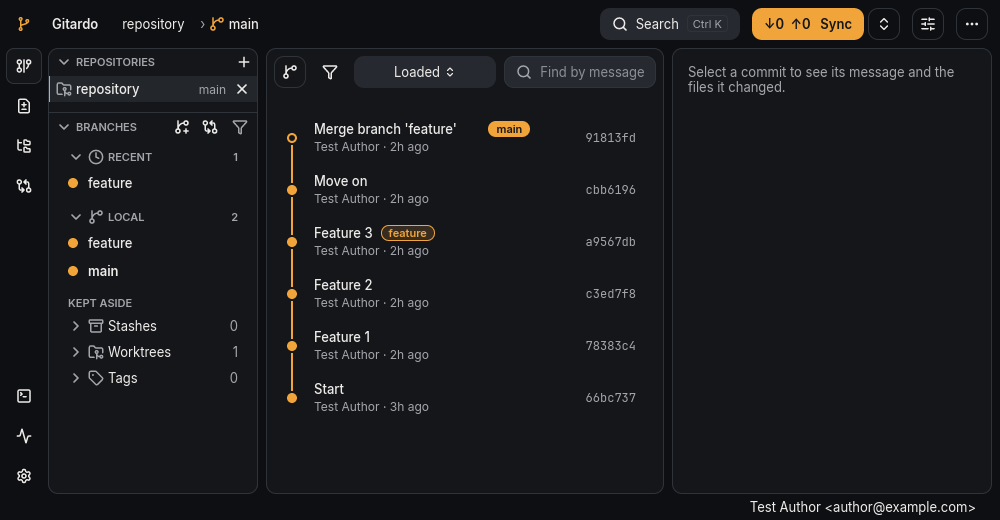 Gitardo repository › main Search Ctrl K ↓0 ↑0 Sync
REPOSITORIES
repository main
BRANCHES
RECENT 1
feature
LOCAL 2
feature
main
KEPT ASIDE
Stashes 0
Worktrees 1
Tags 0
Loaded Find by message
Merge branch 'feature' main 91813fd
Test Author · 2h ago
Move on cbb6196
Test Author · 2h ago
Feature 3 feature a9567db
Test Author · 2h ago
Feature 2 c3ed7f8
Test Author · 2h ago
Feature 1 78383c4
Test Author · 2h ago
Start 66bc737
Test Author · 3h ago
Select a commit to see its message and the
files it changed.
Test Author <author@example.com>